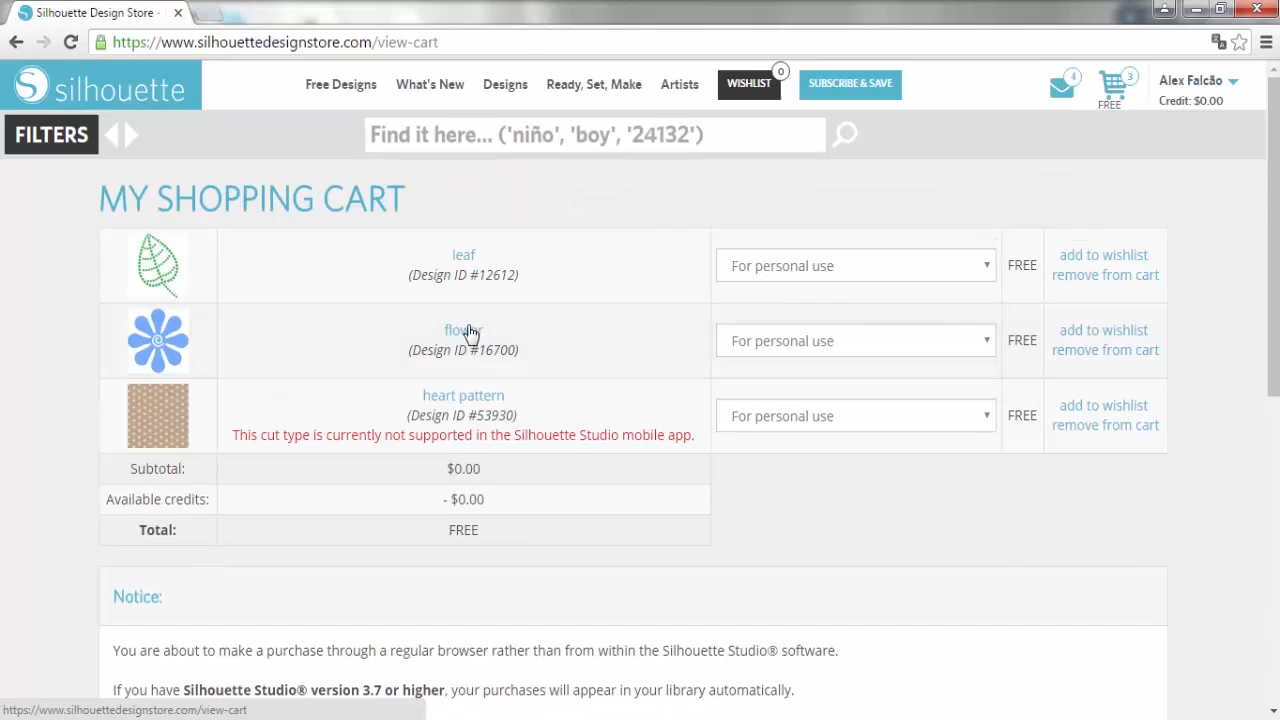 Silhouette Design Store -
https://www.silhouettedesignstore.com/view-cart
silhouette
Free Designs
What's New
Designs
Ready, Set, Make
Artists
WISHLIST
0
SUBSCRIBE & SAVE
4
3
FREE
Alex Falcão
Credit: $0.00
FILTERS
Find it here... ('niño', 'boy', '24132')
MY SHOPPING CART
leaf
(Design ID #12612)
For personal use
FREE
add to wishlist
remove from cart
flower
(Design ID #16700)
For personal use
FREE
add to wishlist
remove from cart
heart pattern
(Design ID #53930)
This cut type is currently not supported in the Silhouette Studio mobile app.
For personal use
FREE
add to wishlist
remove from cart
Subtotal: $0.00
Available credits: - $0.00
Total: FREE
Notice:
You are about to make a purchase through a regular browser rather than from within the Silhouette Studio® software.
If you have Silhouette Studio® version 3.7 or higher, your purchases will appear in your library automatically.
https://www.silhouettedesignstore.com/view-cart